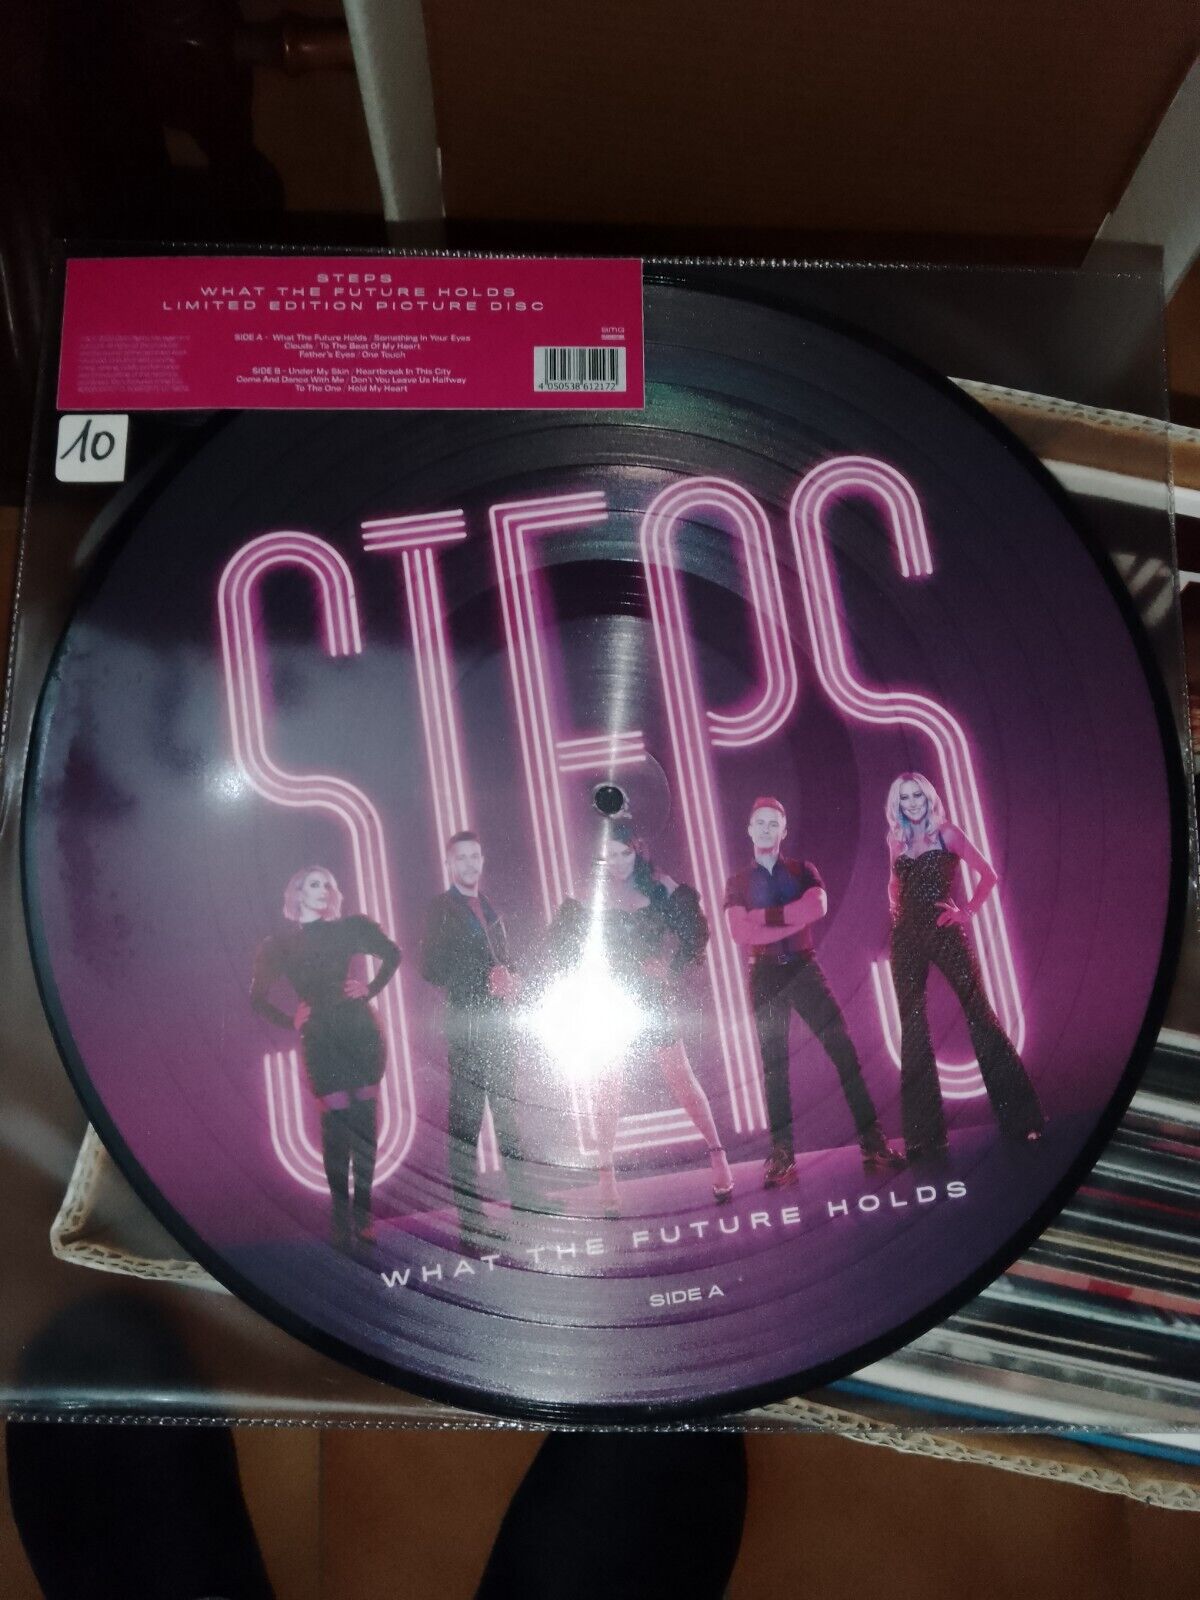 STEPS
WHAT THE FUTURE HOLDS
LIMITED EDITION PICTURE DISC
SIDE A - What The Future Holds / Something In Your Eyes
Clouds / To The Beat Of My Heart
Father's Eyes / One Touch
SIDE B - Under My Skin / Heartbreak In This City
Come And Dance With Me / Don't You Leave Us Halfway
To The One / Hold My Heart
BMG
4 050538 612172
10
STEPS
WHAT THE FUTURE HOLDS
SIDE A